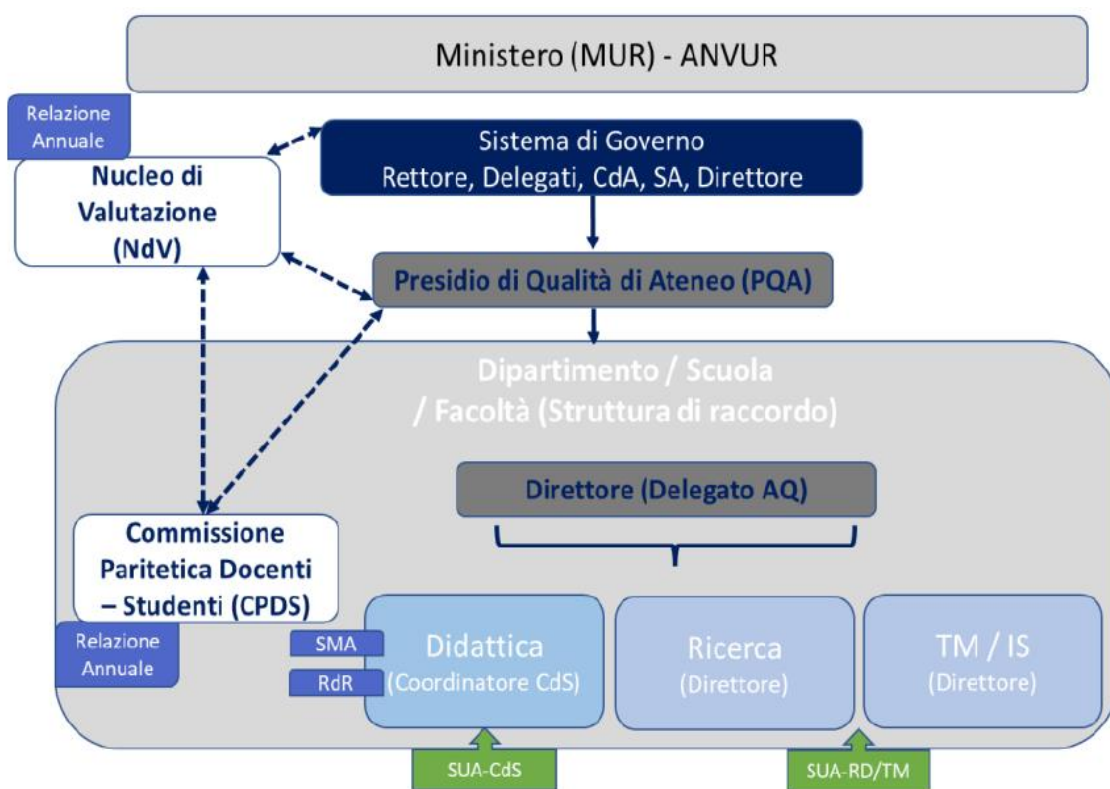 Ministero (MUR) - ANVUR
Relazione
Annuale
Nucleo di
Valutazione
(NdV)
Sistema di Governo
Rettore, Delegati, CdA, SA, Direttore
Presidio di Qualità di Ateneo (PQA)
Dipartimento / Scuola
/ Facoltà (Struttura di raccordo)
Direttore (Delegato AQ)
Commissione
Paritetica Docenti
– Studenti (CPDS)
Relazione
Annuale
SMA
RdR
Didattica
(Coordinatore CdS)
Ricerca
(Direttore)
TM / IS
(Direttore)
SUA-CdS
SUA-RD/TM